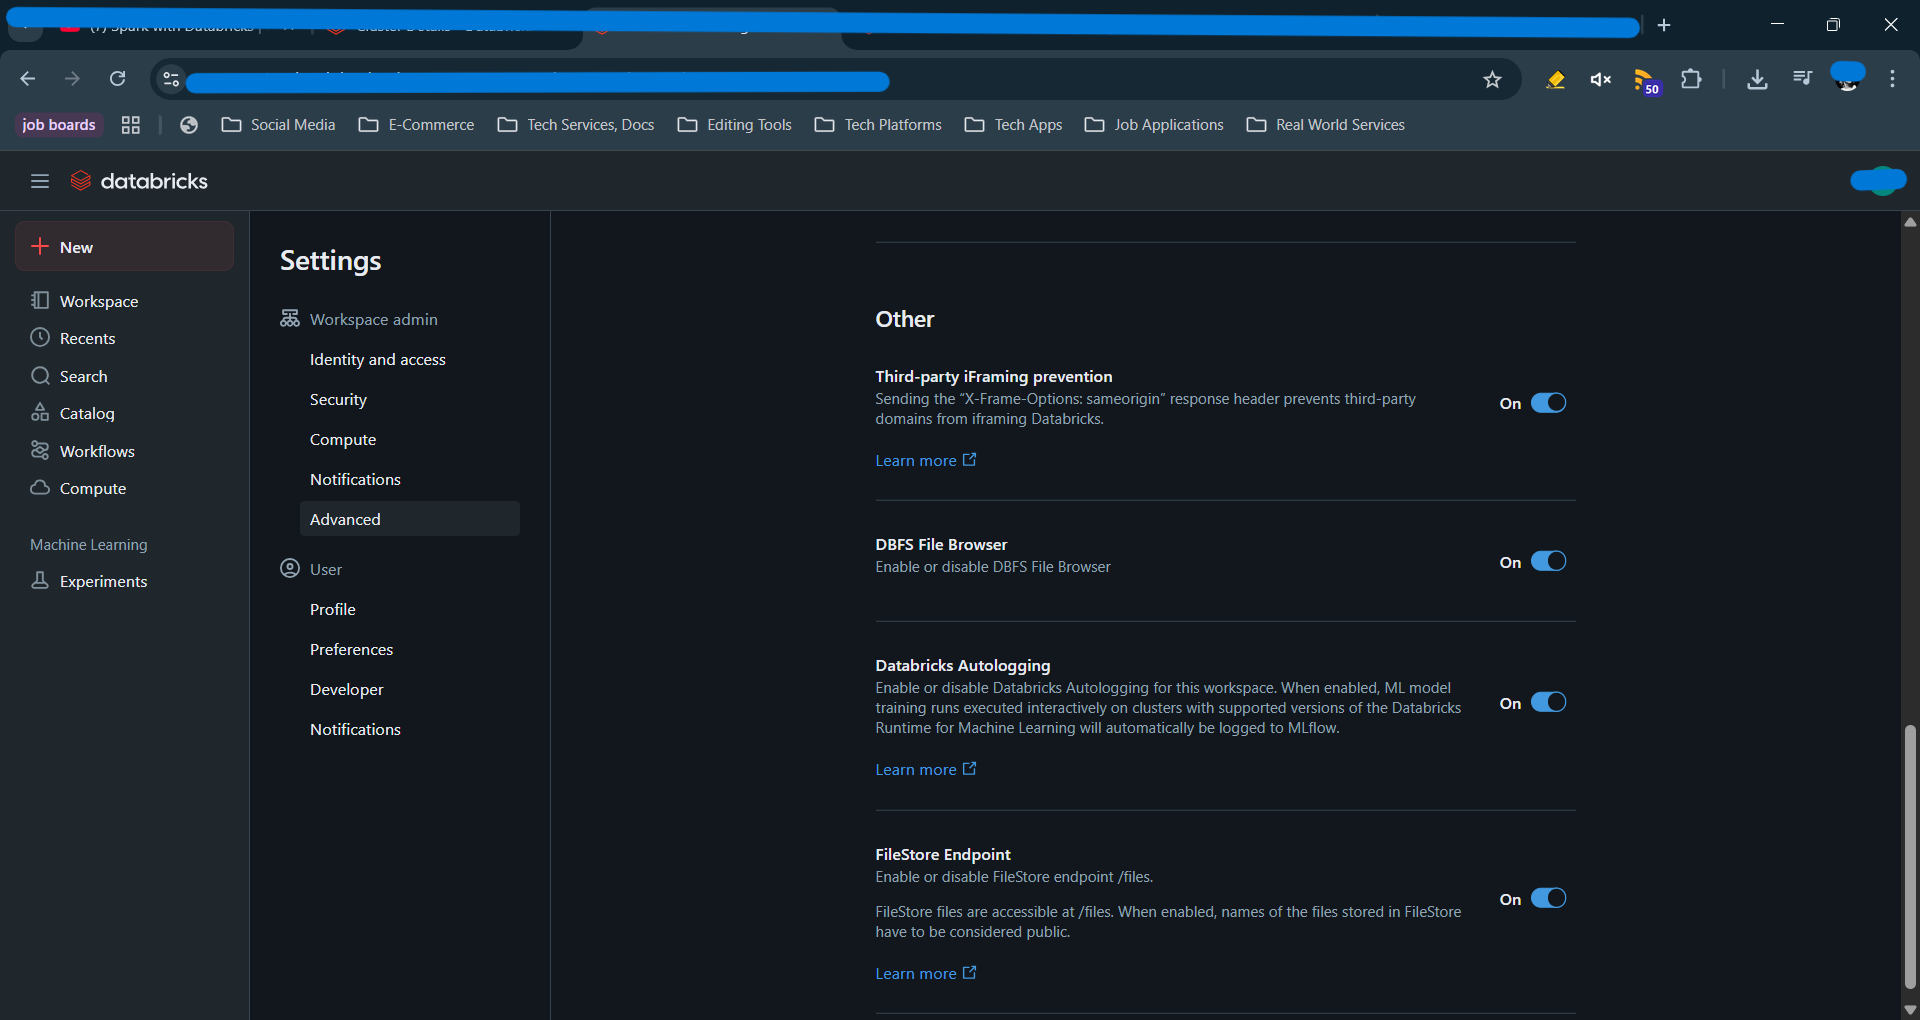 50
job boards
Social Media
E-Commerce
Tech Services, Docs
Editing Tools
Tech Platforms
Tech Apps
Job Applications
Real World Services
databricks
New
Workspace
Recents
Search
Catalog
Workflows
Compute
Machine Learning
Experiments
Settings
Workspace admin
Identity and access
Security
Compute
Notifications
Advanced
User
Profile
Preferences
Developer
Notifications
Other
Third-party iFraming prevention
Sending the "X-Frame-Options: sameorigin" response header prevents third-party
domains from iframing Databricks.
On
Learn more
DBFS File Browser
Enable or disable DBFS File Browser
On
Databricks Autologging
Enable or disable Databricks Autologging for this workspace. When enabled, ML model
training runs executed interactively on clusters with supported versions of the Databricks
Runtime for Machine Learning will automatically be logged to MLflow.
On
Learn more
FileStore Endpoint
Enable or disable FileStore endpoint /files.
FileStore files are accessible at /files. When enabled, names of the files stored in FileStore
have to be considered public.
On
Learn more